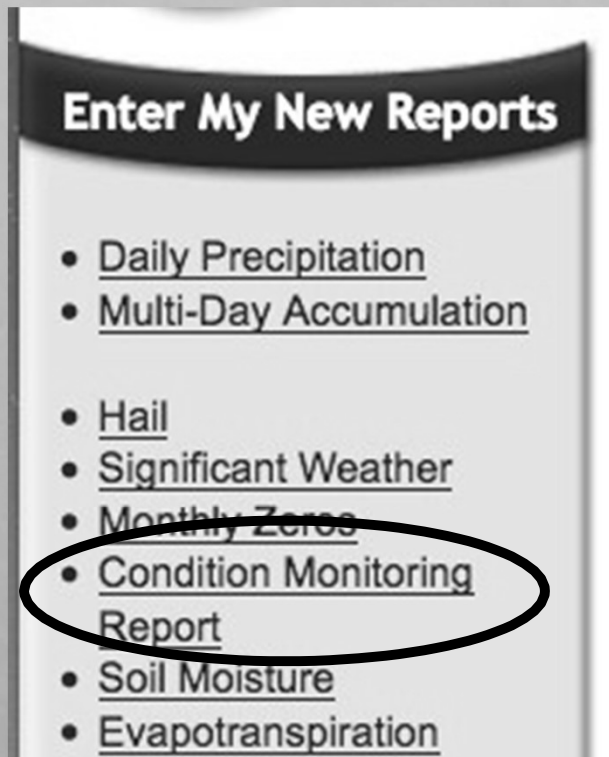 Enter My New Reports
Daily Precipitation
Multi-Day Accumulation
Hail
Significant Weather
Monthly Zeros
Condition Monitoring
Report
Soil Moisture
Evapotranspiration